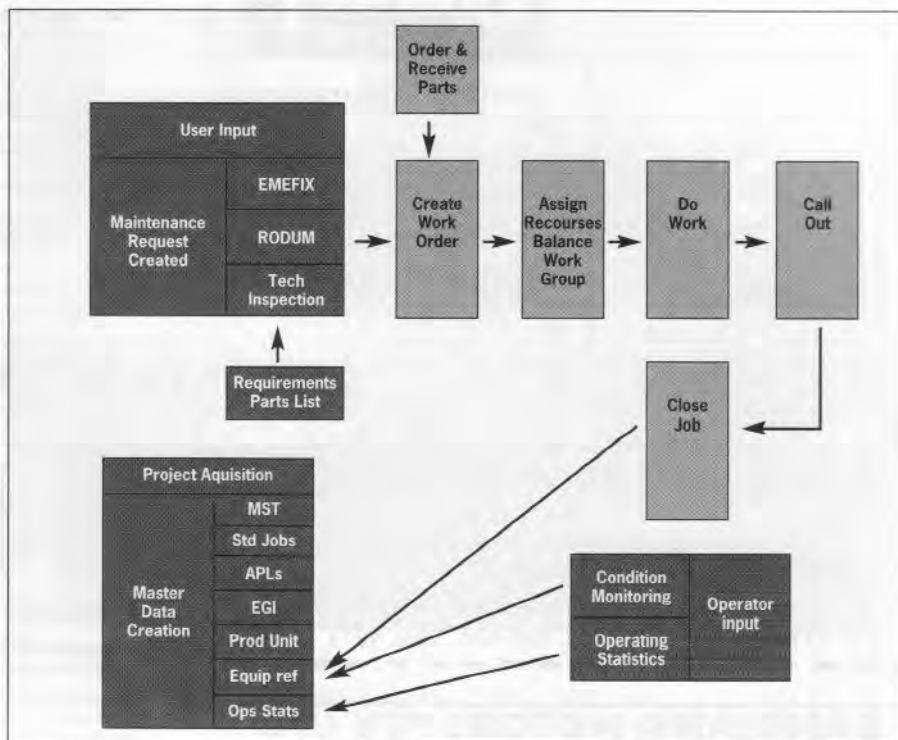 Order &
Receive
Parts
User Input
Maintenance
Request
Created
EMEFIX
RODUM
Tech
Inspection
Create
Work
Order
Assign
Recourses
Balance
Work
Group
Do
Work
Call
Out
Requirements
Parts List
Close
Job
Project Aquisition
Master
Data
Creation
MST
Std Jobs
APLs
EGI
Prod Unit
Equip ref
Ops Stats
Condition
Monitoring
Operating
Statistics
Operator
input